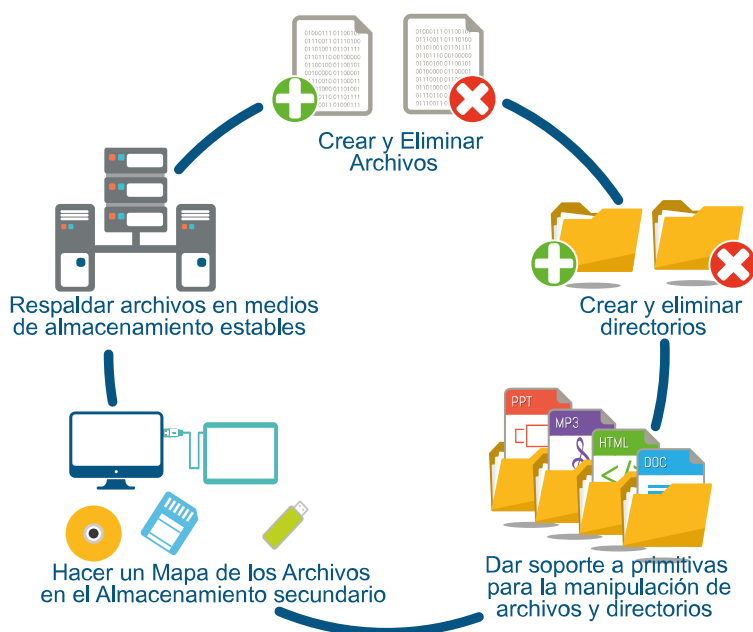 Crear y Eliminar
Archivos
Crear y eliminar
directorios
PPT
MP3
HTML
</>
DOC
Dar soporte a primitivas
para la manipulación de
archivos y directorios
Hacer un Mapa de los Archivos
en el Almacenamiento secundario
Respaldar archivos en medios
de almacenamiento estables